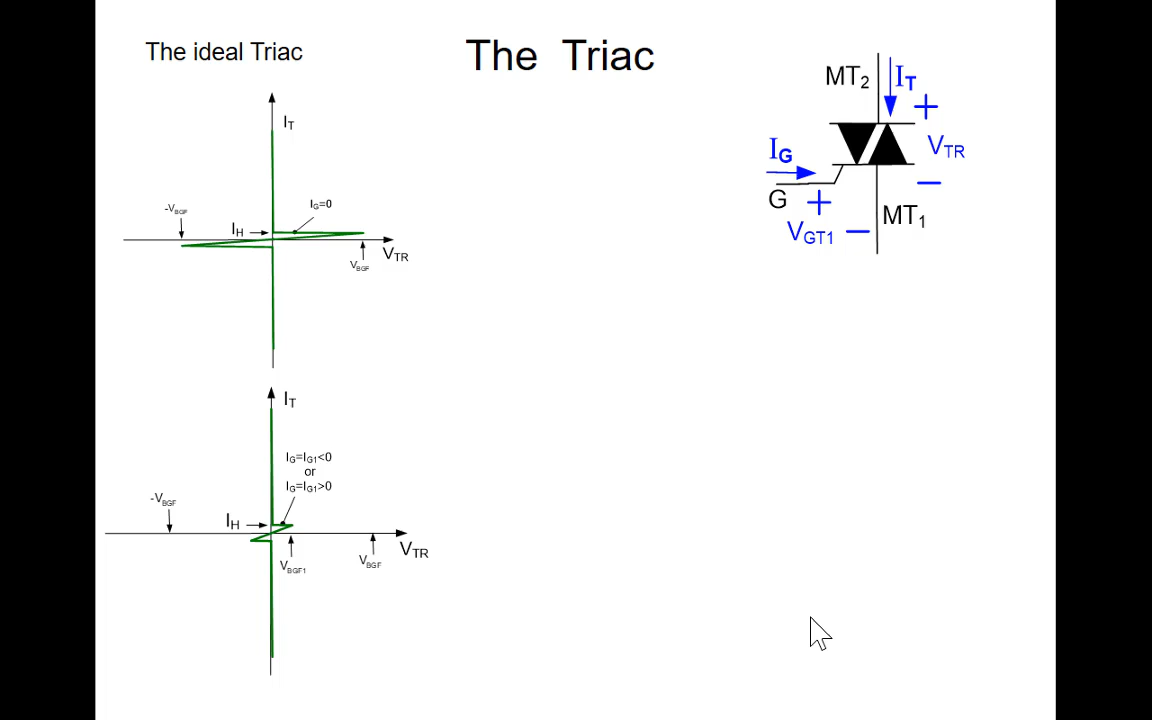 The ideal Triac
The Triac
MT2
IT
+
IG
VTR
−
G
+
MT1
VGT1 −
IT
IG=0
-VBGF
IH
VTR
VBGF
IT
IG=IG1<0
or
IG=IG1>0
-VBGF
IH
VTR
VBGF1
VBGF